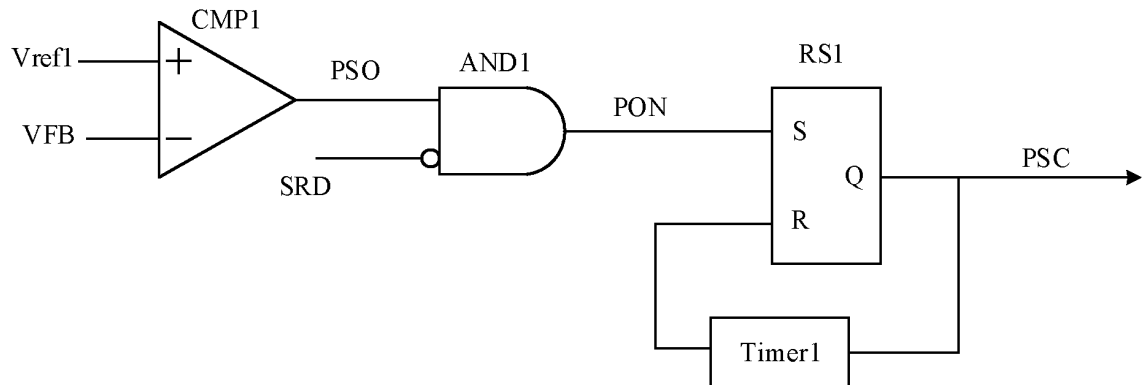 CMP1
Vref1
+
PSO
AND1
RS1
VFB
−
PON
S
SRD
Q
PSC
R
Timer1